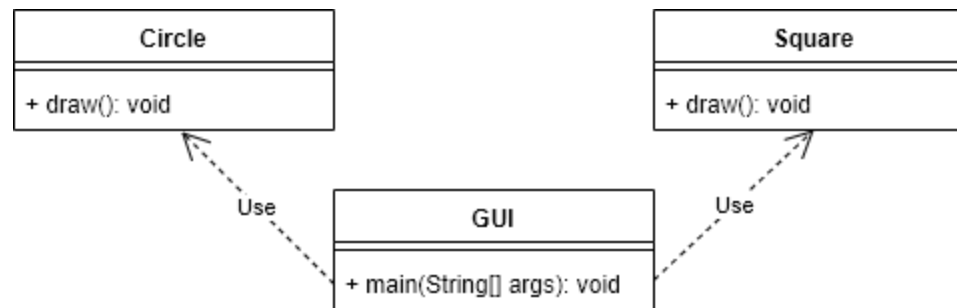 Circle
+ draw(): void
Square
+ draw(): void
Use
Use
GUI
+ main(String[] args): void